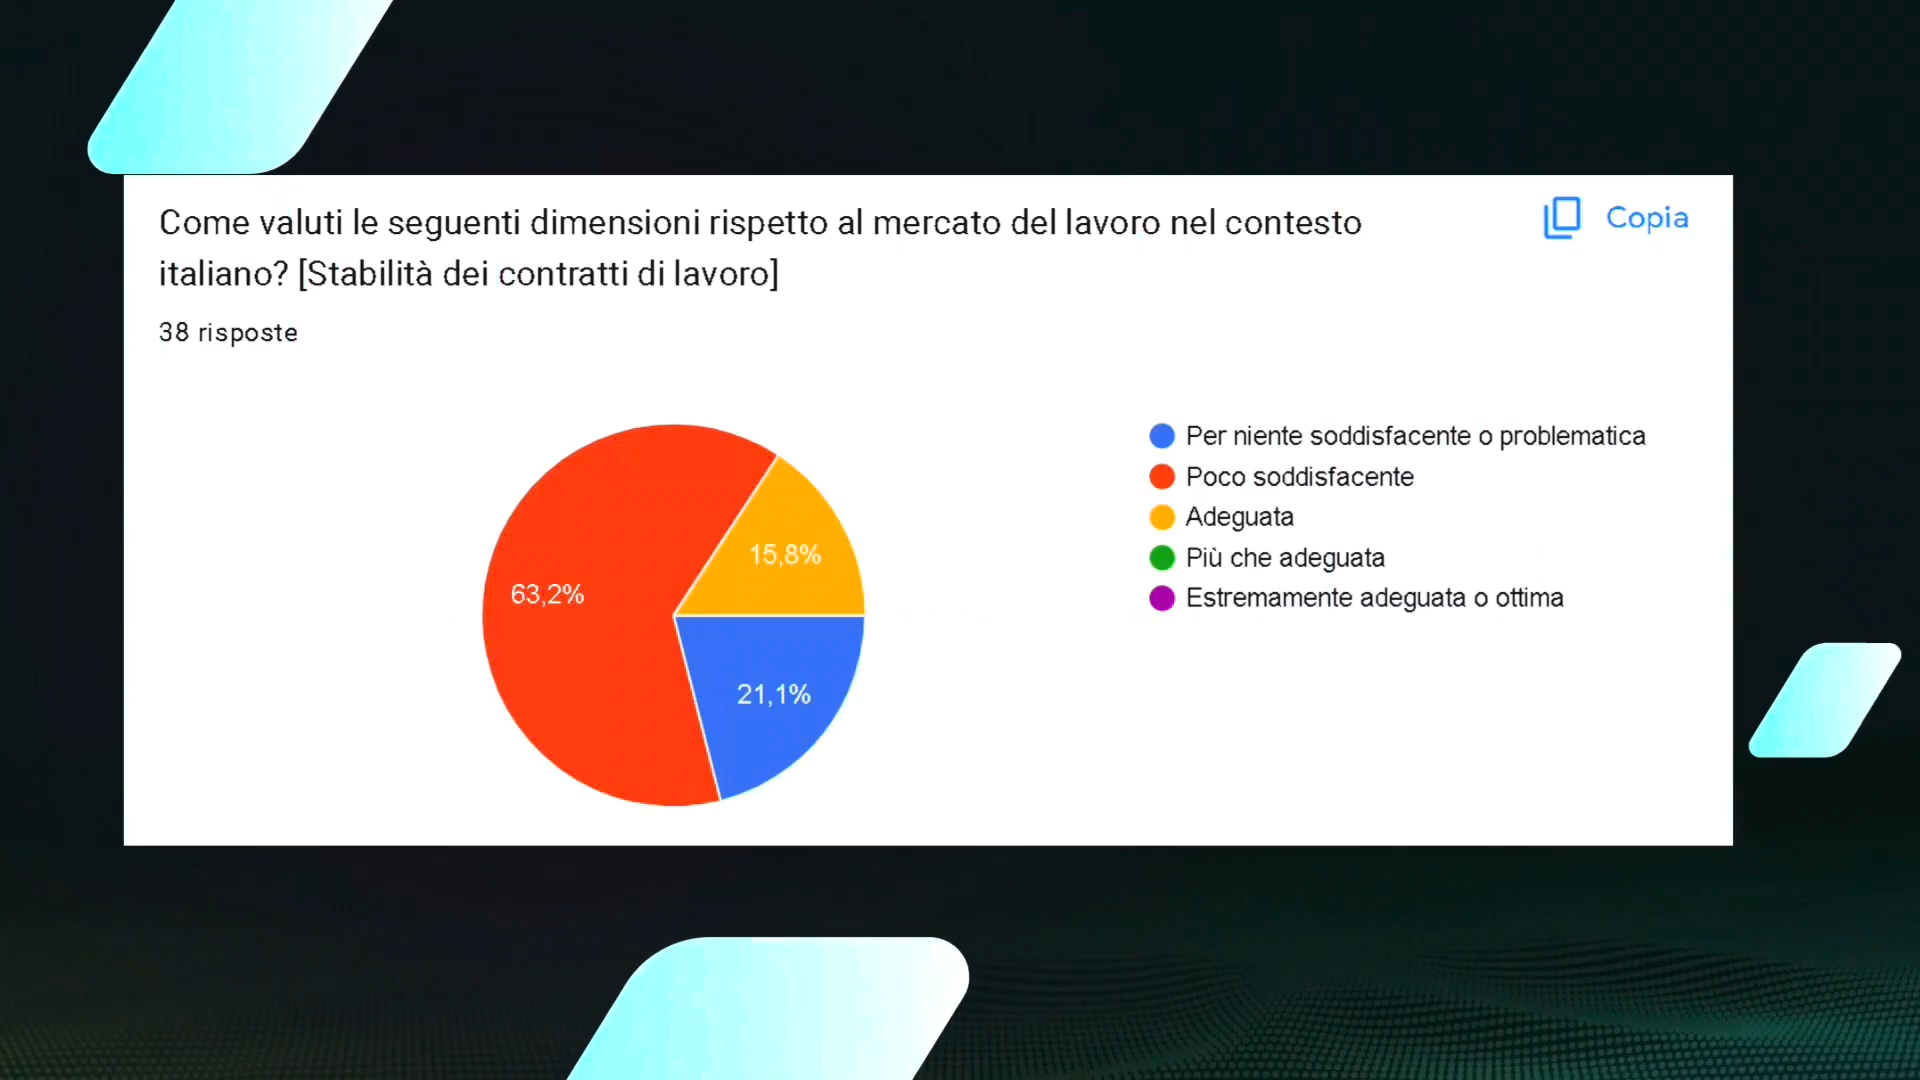 Come valuti le seguenti dimensioni rispetto al mercato del lavoro nel contesto
italiano? [Stabilità dei contratti di lavoro]
Copia
38 risposte
63,2%
15,8%
21,1%
Per niente soddisfacente o problematica
Poco soddisfacente
Adeguata
Più che adeguata
Estremamente adeguata o ottima